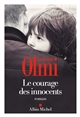 Olmi
Le courage
des innocents
roman
Albin Michel